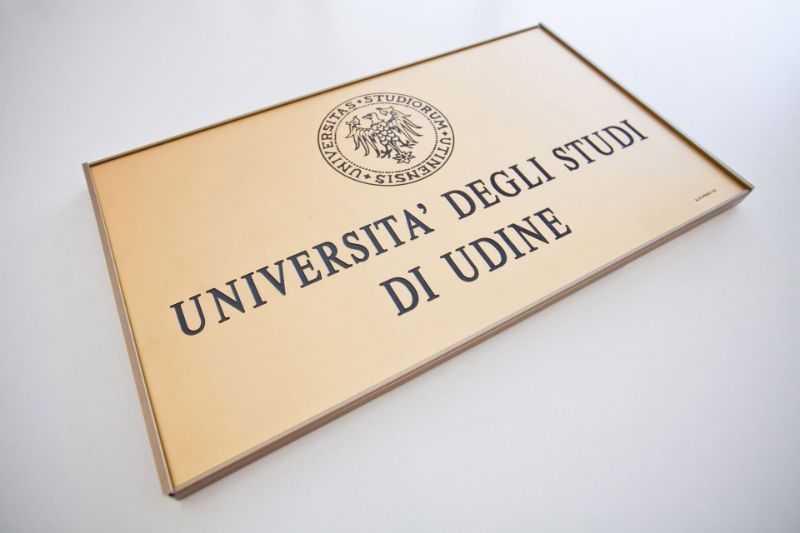 UNIVERSITAS • STUDIORUM • UTINENSIS •
UNIVERSITA' DEGLI STUDI
DI UDINE